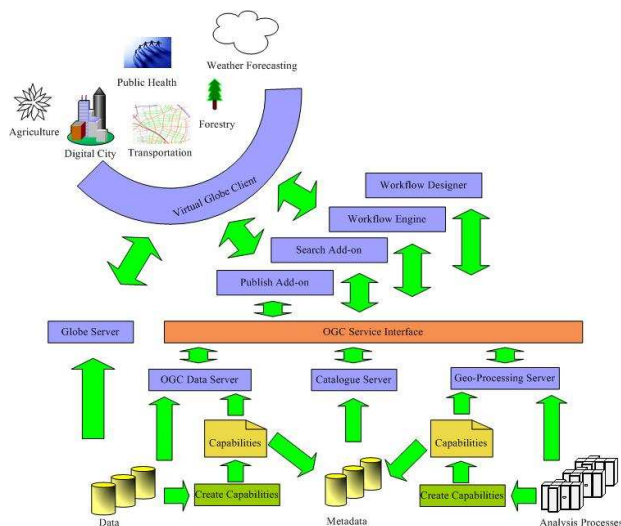 Weather Forecasting
Public Health
Agriculture
Forestry
Digital City
Transportation
Virtual Globe Client
Workflow Designer
Workflow Engine
Search Add-on
Publish Add-on
Globe Server
OGC Service Interface
OGC Data Server
Catalogue Server
Geo-Processing Server
Capabilities
Capabilities
Create Capabilities
Create Capabilities
Data
Metadata
Analysis Processes